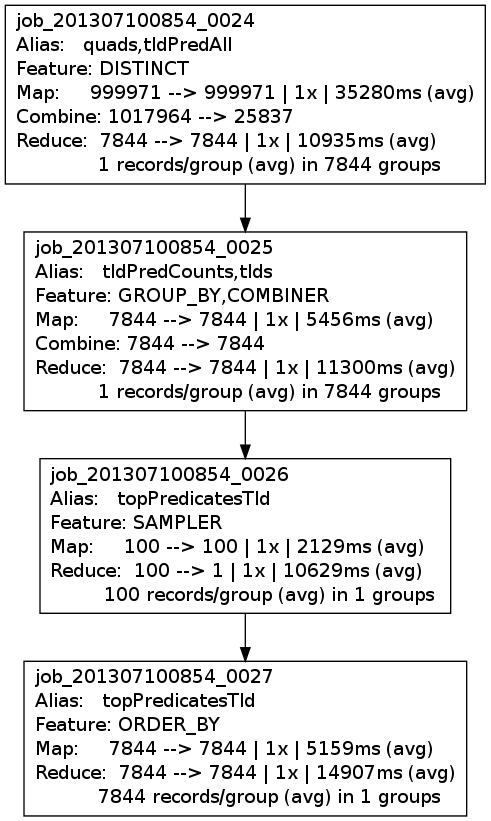 job_201307100854_0024
Alias: quads,tldPredAll
Feature: DISTINCT
Map: 999971 --> 999971 | 1x | 35280ms (avg)
Combine: 1017964 --> 25837
Reduce: 7844 --> 7844 | 1x | 10935ms (avg)
1 records/group (avg) in 7844 groups
job_201307100854_0025
Alias: tldPredCounts,tlds
Feature: GROUP_BY,COMBINER
Map: 7844 --> 7844 | 1x | 5456ms (avg)
Combine: 7844 --> 7844
Reduce: 7844 --> 7844 | 1x | 11300ms (avg)
1 records/group (avg) in 7844 groups
job_201307100854_0026
Alias: topPredicatesTld
Feature: SAMPLER
Map: 100 --> 100 | 1x | 2129ms (avg)
Reduce: 100 --> 1 | 1x | 10629ms (avg)
100 records/group (avg) in 1 groups
job_201307100854_0027
Alias: topPredicatesTld
Feature: ORDER_BY
Map: 7844 --> 7844 | 1x | 5159ms (avg)
Reduce: 7844 --> 7844 | 1x | 14907ms (avg)
7844 records/group (avg) in 1 groups